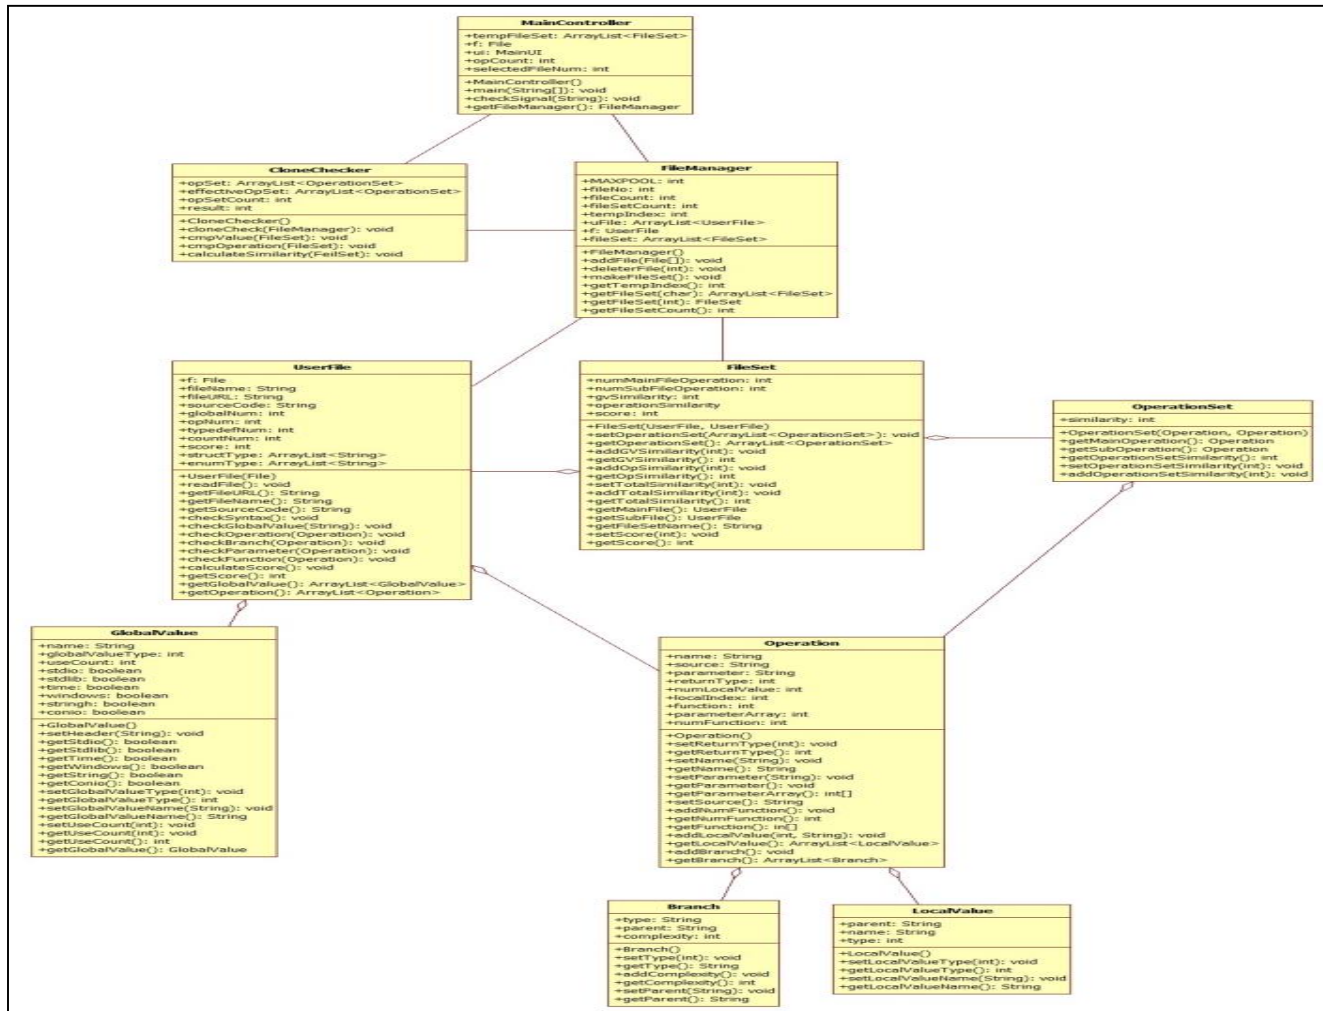 MainController
+tempFileSet: ArrayList<FileSet>
+f: File
+ui: MainUI
+opCount: int
+selectedFileNum: int
+MainController()
+main(String[]): void
+checkSignal(String): void
+getFileManager(): FileManager
CloneChecker
+opSet: ArrayList<OperationSet>
+effectiveOpSet: ArrayList<OperationSet>
+opSetCount: int
+result: int
+CloneChecker()
+cloneCheck(FileManager): void
+cmpValue(FileSet): void
+cmpOperation(FileSet): void
+calculateSimilarity(FeilSet): void
FileManager
+MAXPOOL: int
+fileNo: int
+fileCount: int
+fileSetCount: int
+tempIndex: int
+uFile: ArrayList<UserFile>
+f: UserFile
+fileSet: ArrayList<FileSet>
+FileManager()
+addFile(File[]): void
+deleterFile(int): void
+makeFileSet(): void
+getTempIndex(): int
+getFileSet(char): ArrayList<FileSet>
+getFileSet(int): FileSet
+getFileSetCount(): int
UserFile
+f: File
+fileName: String
+fileURL: String
+sourceCode: String
+globalNum: int
+opNum: int
+typedefNum: int
+countNum: int
+score: int
+structType: ArrayList<String>
+enumType: ArrayList<String>
+UserFile(File)
+readFile(): void
+getFileURL(): String
+getFileName(): String
+getSourceCode(): String
+checkSyntax(): void
+checkGlobalValue(String): void
+checkOperation(Operation): void
+checkBranch(Operation): void
+checkParameter(Operation): void
+checkFunction(Operation): void
+calculateScore(): void
+getScore(): int
+getGlobalValue(): ArrayList<GlobalValue>
+getOperation(): ArrayList<Operation>
FileSet
+numMainFileOperation: int
+numSubFileOperation: int
+gvSimilarity: int
+operationSimilarity
+score: int
+FileSet(UserFile, UserFile)
+setOperationSet(ArrayList<OperationSet>): void
+getOperationSet(): ArrayList<OperationSet>
+addGVSimilarity(int): void
+getGVSimilarity(): int
+addOpSimilarity(int): void
+getOpSimilarity(): int
+setTotalSimilarity(int): void
+addTotalSimilarity(int): void
+getTotalSimilarity(): int
+getMainFile(): UserFile
+getSubFile(): UserFile
+getFileSetName(): String
+setScore(int): void
+getScore(): int
OperationSet
+similarity: int
+OperationSet(Operation, Operation)
+getMainOperation(): Operation
+getSubOperation(): Operation
+getOperationSetSimilarity(): int
+setOperationSetSimilarity(int): void
+addOperationSetSimilarity(int): void
GlobalValue
+name: String
+globalValueType: int
+useCount: int
+stdio: boolean
+stdlib: boolean
+time: boolean
+windows: boolean
+stringh: boolean
+conio: boolean
+GlobalValue()
+setHeader(String): void
+getStdio(): boolean
+getStdlib(): boolean
+getTime(): boolean
+getWindows(): boolean
+getString(): boolean
+getConio(): boolean
+setGlobalValueType(int): void
+getGlobalValueType(): int
+setGlobalValueName(String): void
+getGlobalValueName(): String
+setUseCount(int): void
+getUseCount(int): void
+getUseCount(): int
+getGlobalValue(): GlobalValue
Operation
+name: String
+source: String
+parameter: String
+returnType: int
+numLocalValue: int
+localIndex: int
+function: int
+parameterArray: int
+numFunction: int
+Operation()
+setReturnType(int): void
+getReturnType(): int
+setName(String): void
+getName(): String
+setParameter(String): void
+getParameter(): void
+getParameterArray(): int[]
+setSource(): String
+addNumFunction(): void
+getNumFunction(): int
+getFunction(): in[]
+addLocalValue(int, String): void
+getLocalValue(): ArrayList<LocalValue>
+addBranch(): void
+getBranch(): ArrayList<Branch>
Branch
+type: String
+parent: String
+complexity: int
+Branch()
+setType(int): void
+getType(): String
+addComplexity(): void
+getComplexity(): int
+setParent(String): void
+getParent(): String
LocalValue
+parent: String
+name: String
+type: int
+LocalValue()
+setLocalValueType(int): void
+getLocalValueType(): int
+setLocalValueName(String): void
+getLocalValueName(): String